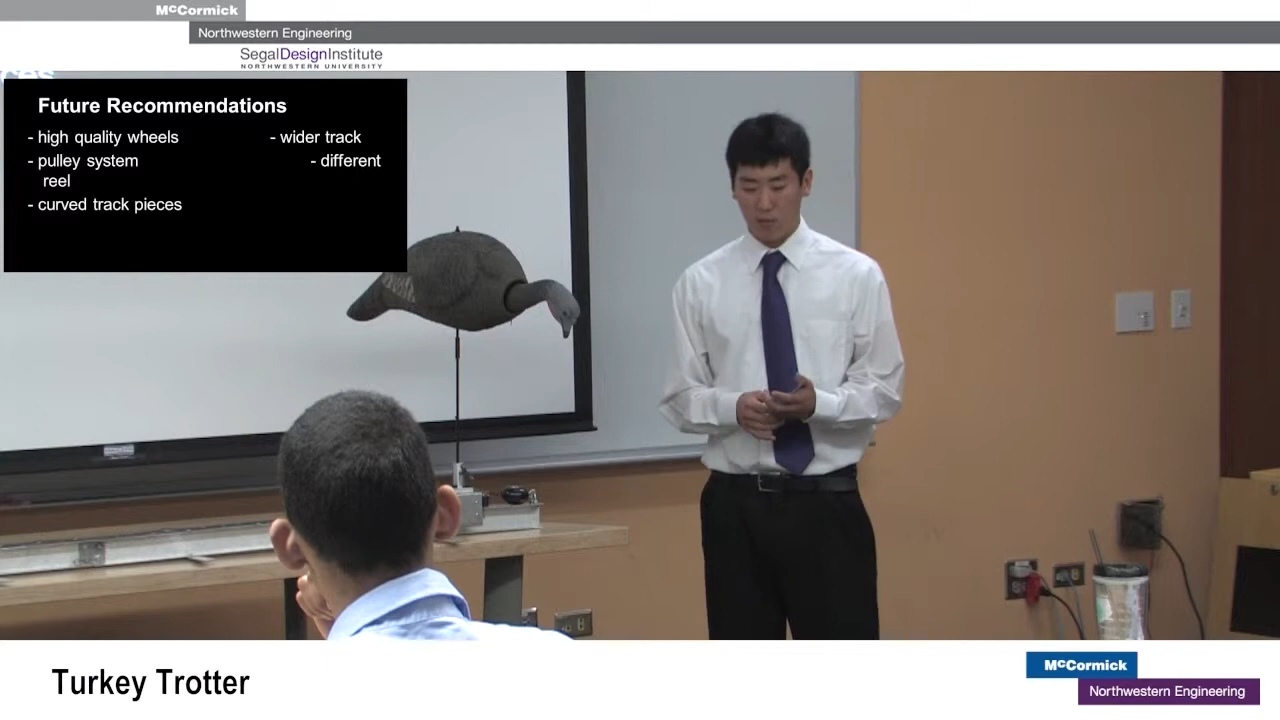 McCormick
Northwestern Engineering
SegalDesignInstitute
NORTHWESTERN UNIVERSITY
Future Recommendations
- high quality wheels - wider track
- pulley system - different
reel
- curved track pieces
Turkey Trotter
McCormick
Northwestern Engineering